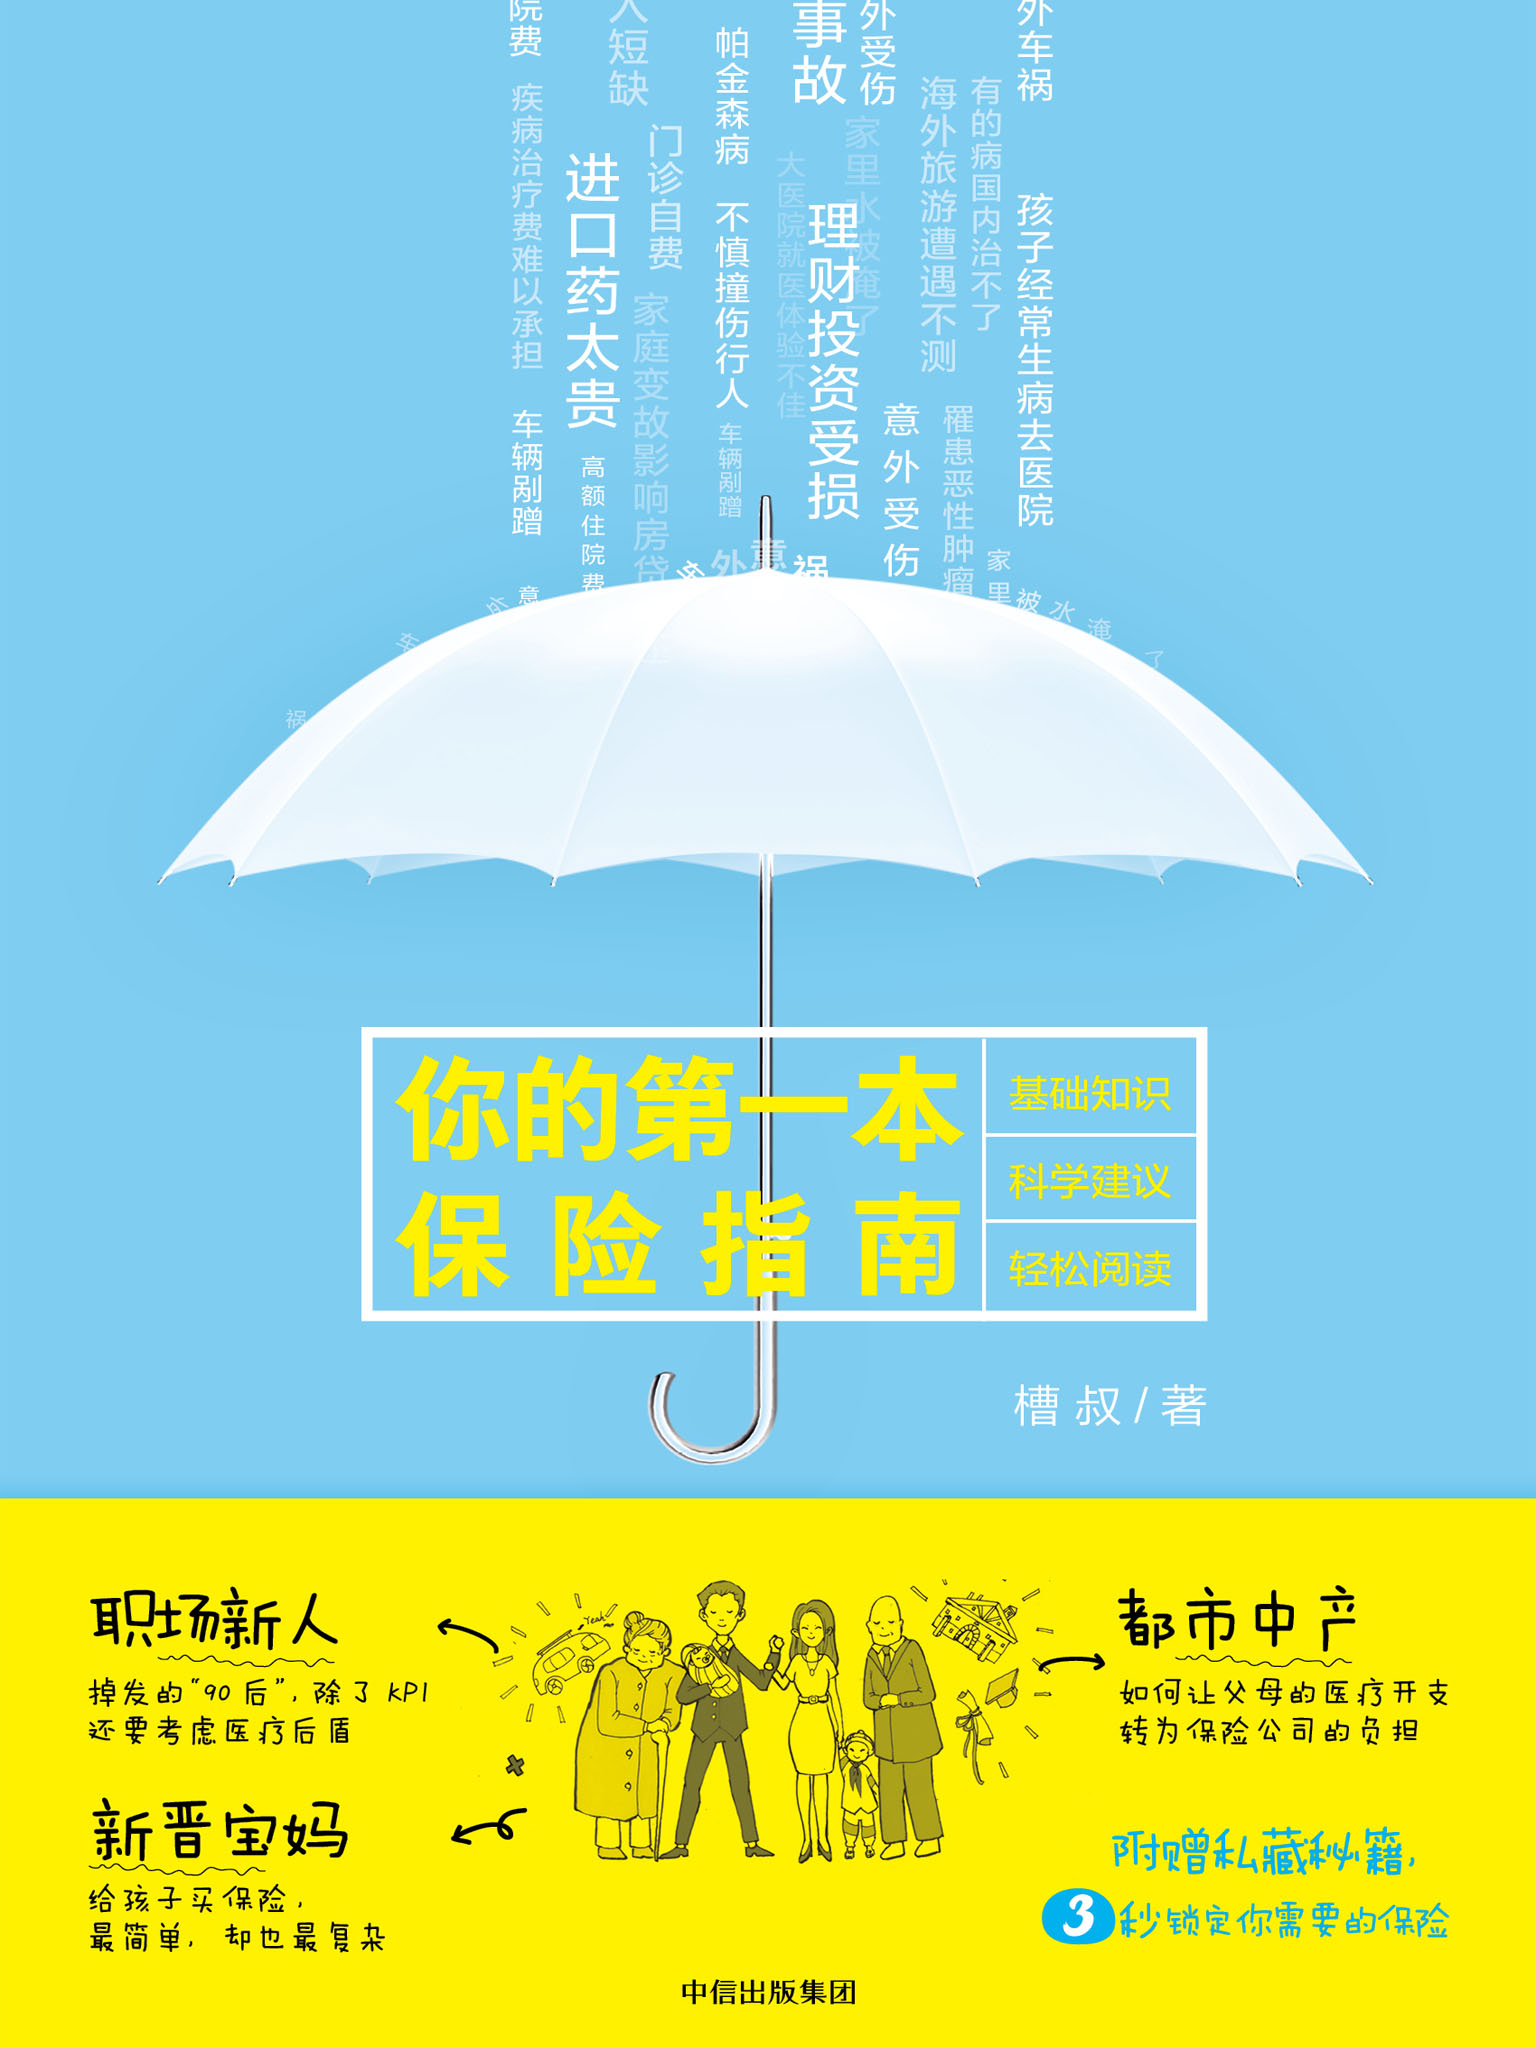 院费
疾病治疗费难以承担
车辆剐蹭
意外车祸
进口药太贵
高额住院费
人短缺
门诊自费
家庭变故影响房贷
帕金森病
不慎撞伤行人
车辆剐蹭
大医院就医体验不佳
事故
理财投资受损
家里水被淹了
外受伤
意外受伤
海外旅游遭遇不测
罹患恶性肿瘤
有的病国内治不了
外车祸
孩子经常生病去医院
意外车祸
家里被水淹了
你的第一本
保险指南
基础知识
科学建议
轻松阅读
槽叔/著
职场新人
掉发的“90后”，除了KPI
还要考虑医疗后盾
新晋宝妈
给孩子买保险，
最简单，却也最复杂
Yeah
都市中产
如何让父母的医疗开支
转为保险公司的负担
附赠私藏秘籍，
3秒锁定你需要的保险
中信出版集团